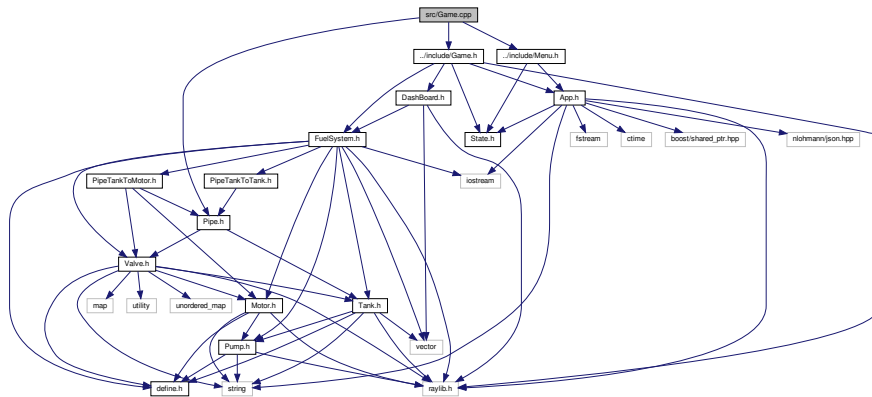 src/Game.cpp
../include/Game.h
../include/Menu.h
DashBoard.h
App.h
FuelSystem.h
State.h
fstream
ctime
boost/shared_ptr.hpp
nlohmann/json.hpp
PipeTankToMotor.h
PipeTankToTank.h
iostream
Pipe.h
Valve.h
map
utility
unordered_map
Motor.h
Tank.h
Pump.h
vector
define.h
string
raylib.h